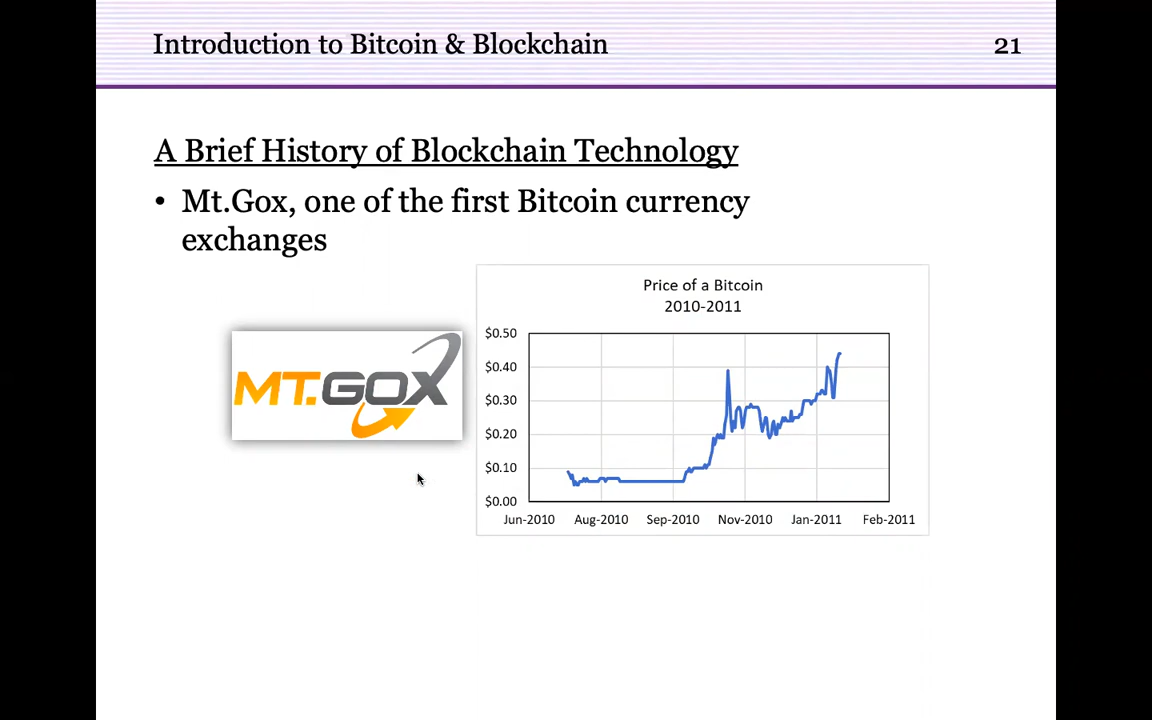 Introduction to Bitcoin & Blockchain
21
A Brief History of Blockchain Technology
• Mt.Gox, one of the first Bitcoin currency
exchanges
MT.GOX
Price of a Bitcoin
2010-2011
$0.50
$0.40
$0.30
$0.20
$0.10
$0.00
Jun-2010 Aug-2010 Sep-2010 Nov-2010 Jan-2011 Feb-2011